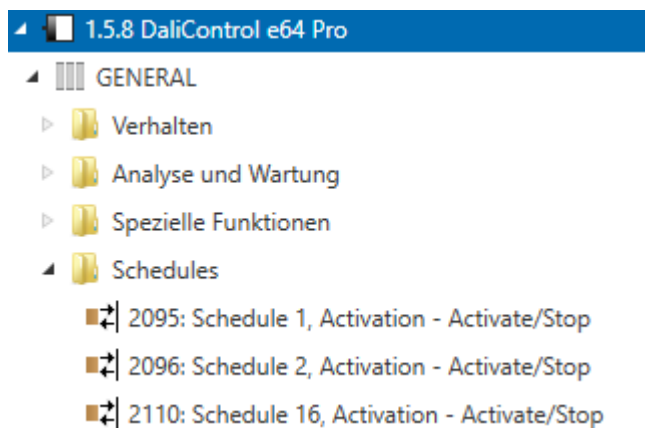 1.5.8 DaliControl e64 Pro
GENERAL
Verhalten
Analyse und Wartung
Spezielle Funktionen
Schedules
2095: Schedule 1, Activation - Activate/Stop
2096: Schedule 2, Activation - Activate/Stop
2110: Schedule 16, Activation - Activate/Stop